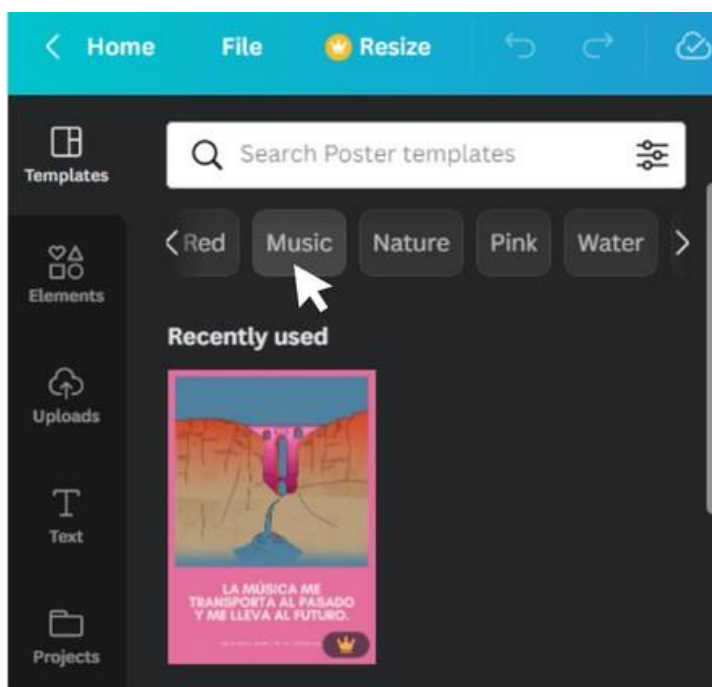 Home File Resize
Templates
Search Poster templates
Red Music Nature Pink Water
Elements
Recently used
Uploads
LA MÚSICA ME
TRANSPORTA AL PASADO
Y ME LLEVA AL FUTURO.
Text
Projects